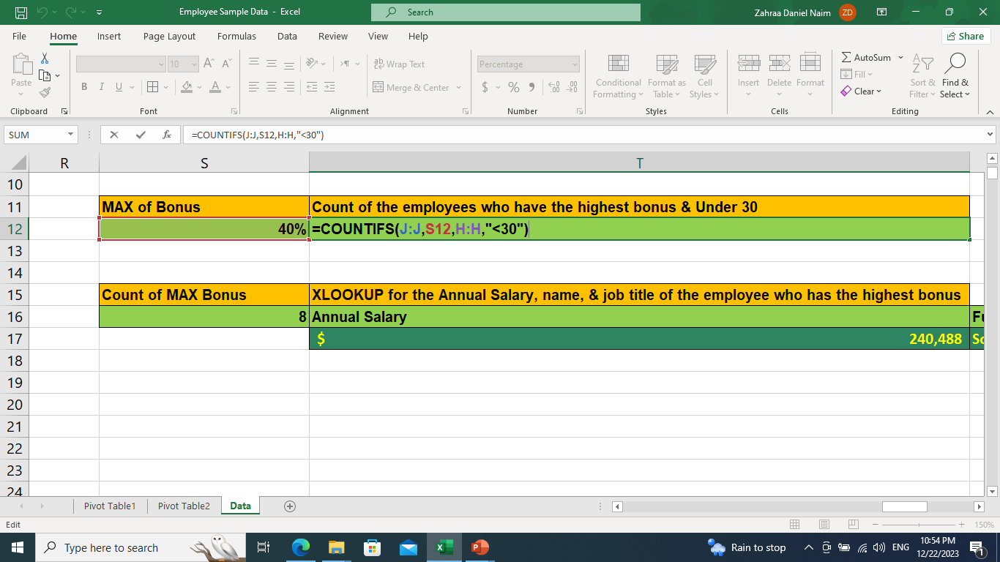 Employee Sample Data - Excel
Search
Zahraa Daniel Naim
ZD
File Home Insert Page Layout Formulas Data Review View Help
Share
Paste
Clipboard
10
B I U
Font
Wrap Text
Merge & Center
Alignment
Percentage
$ % 
Number
Conditional Formatting
Format as Table
Cell Styles
Styles
Insert Delete Format
Cells
AutoSum
Fill
Clear
Sort & Filter
Find & Select
Editing
SUM
fx
=COUNTIFS(J:J,S12,H:H,"<30")
R S T
10
11 MAX of Bonus Count of the employees who have the highest bonus & Under 30
12 40% =COUNTIFS(J:J,S12,H:H,"<30")
13
14
15 Count of MAX Bonus XLOOKUP for the Annual Salary, name, & job title of the employee who has the highest bonus
16 8 Annual Salary
17 $ 240,488
18
19
20
21
22
23
24
Pivot Table1 Pivot Table2 Data
Edit
150%
Type here to search
Rain to stop
ENG
10:54 PM
12/22/2023
1